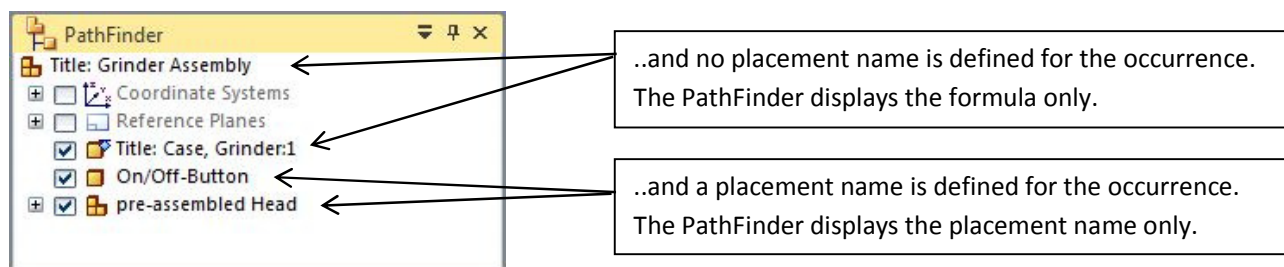 PathFinder
Title: Grinder Assembly
Coordinate Systems
Reference Planes
Title: Case, Grinder:1
On/Off-Button
pre-assembled Head
..and no placement name is defined for the occurrence.
The PathFinder displays the formula only.
..and a placement name is defined for the occurrence.
The PathFinder displays the placement name only.